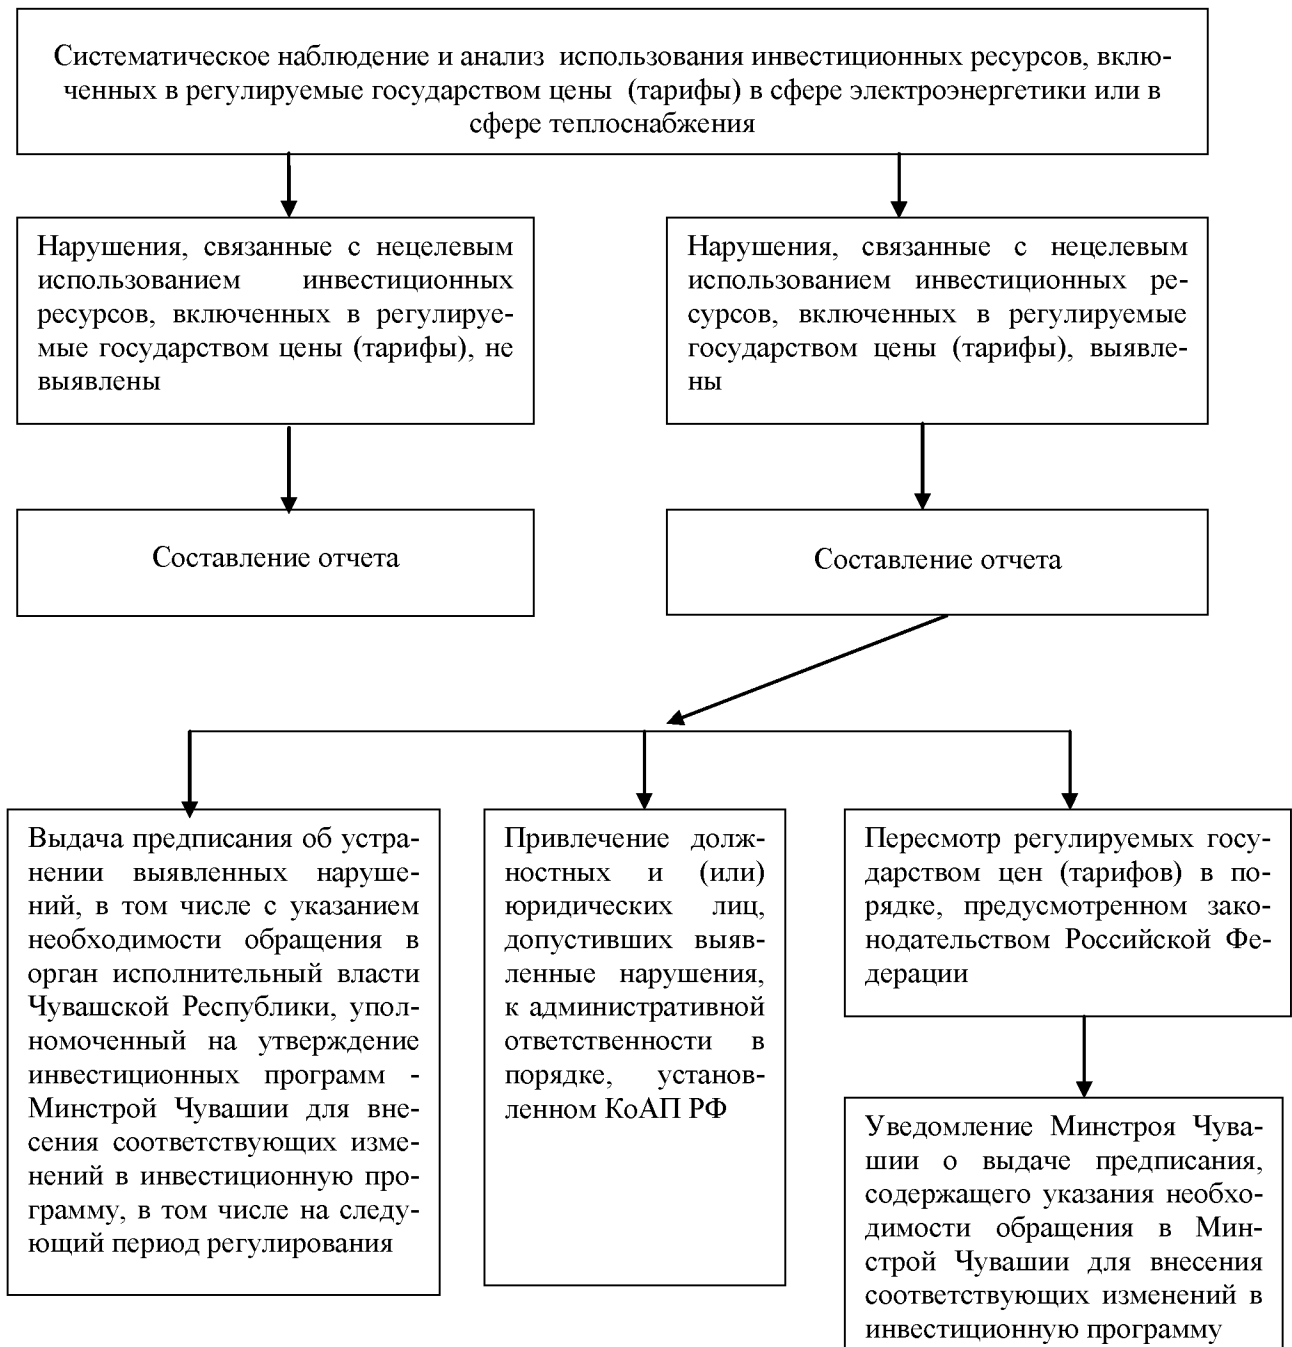 Систематическое наблюдение и анализ использования инвестиционных ресурсов, вклю-
ченных в регулируемые государством цены (тарифы) в сфере электроэнергетики или в
сфере теплоснабжения
Нарушения, связанные с нецелевым
использованием инвестиционных
ресурсов, включенных в регулируе-
мые государством цены (тарифы), не
выявлены
Нарушения, связанные с нецелевым
использованием инвестиционных ре-
сурсов, включенных в регулируемые
государством цены (тарифы), выявле-
ны
Составление отчета
Составление отчета
Выдача предписания об устра-
нении выявленных наруше-
ний, в том числе с указанием
необходимости обращения в
орган исполнительный власти
Чувашской Республики, упол-
номоченный на утверждение
инвестиционных программ -
Минстрой Чувашии для вне-
сения соответствующих изме-
нений в инвестиционную про-
грамму, в том числе на следу-
ющий период регулирования
Привлечение долж-
ностных и (или)
юридических лиц,
допустивших выяв-
ленные нарушения,
к административной
ответственности в
порядке, установ-
ленном КоАП РФ
Пересмотр регулируемых госу-
дарством цен (тарифов) в по-
рядке, предусмотренном зако-
нодательством Российской Фе-
дерации
Уведомление Минстроя Чува-
шии о выдаче предписания,
содержащего указания необхо-
димости обращения в Мин-
строй Чувашии для внесения
соответствующих изменений в
инвестиционную программу